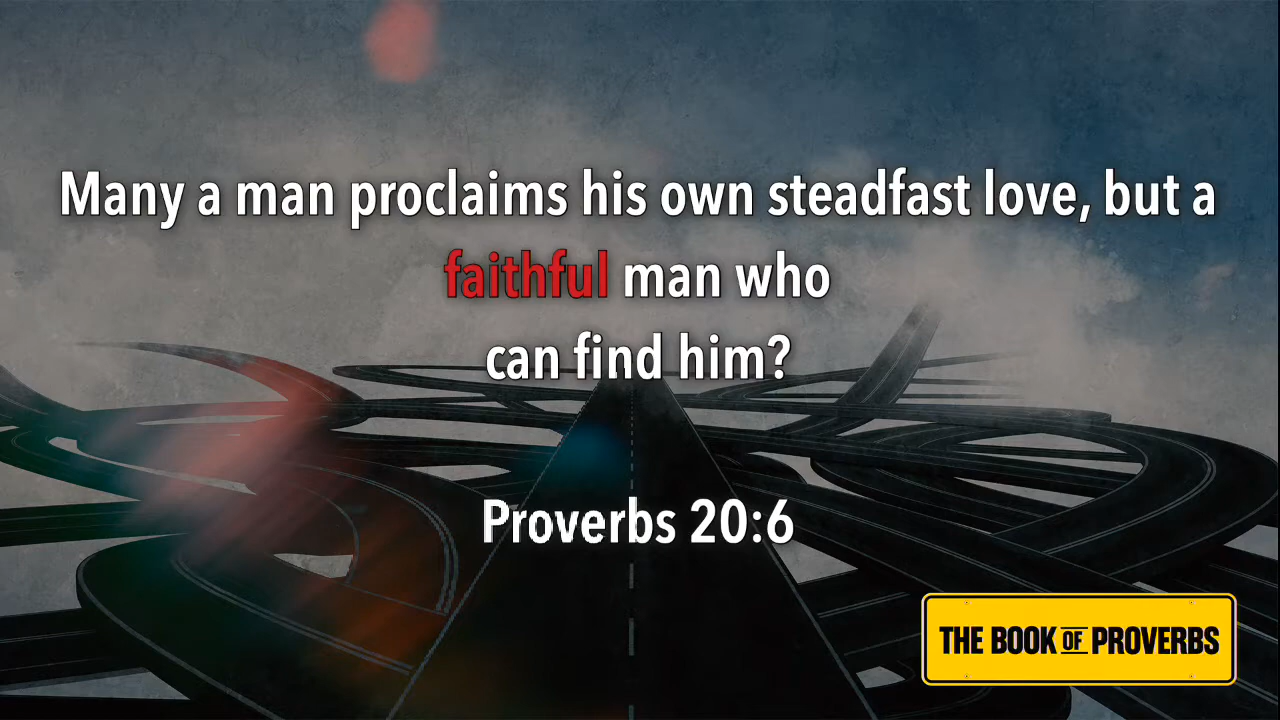 Many a man proclaims his own steadfast love, but a
faithful man who
can find him?
Proverbs 20:6
THE BOOK OF PROVERBS